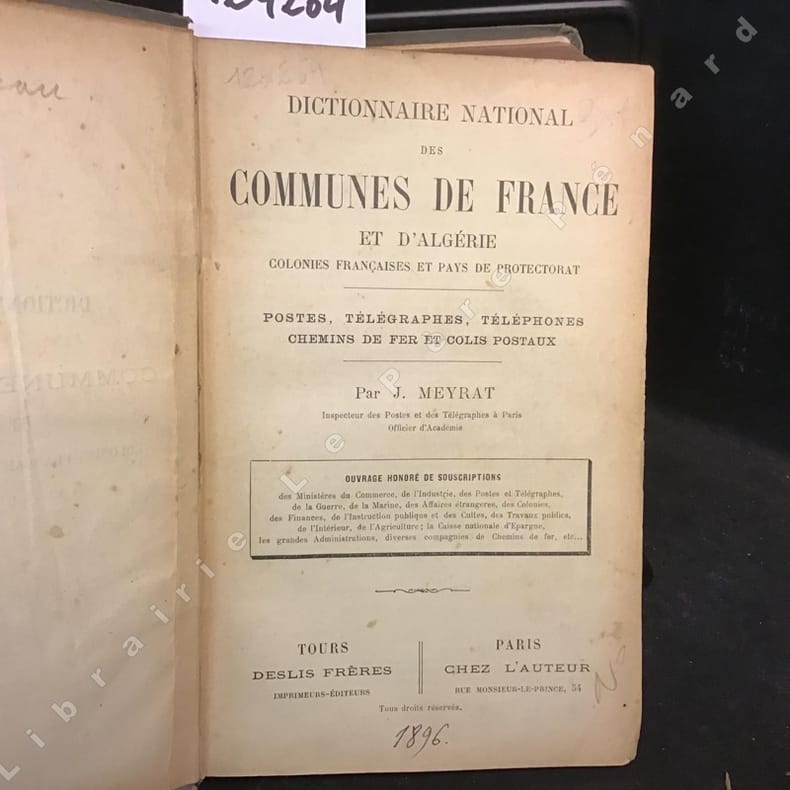 DICTIONNAIRE NATIONAL
DES
COMMUNES DE FRANCE
ET D'ALGÉRIE
COLONIES FRANÇAISES ET PAYS DE PROTECTORAT
POSTES, TÉLÉGRAPHES, TÉLÉPHONES
CHEMINS DE FER ET COLIS POSTAUX
Par J. MEYRAT
Inspecteur des Postes et des Télégraphes à Paris
Officier d'Académie
OUVRAGE HONORÉ DE SOUSCRIPTIONS
des Ministères du Commerce, de l'Industrie, des Postes et Télégraphes,
de la Guerre, de la Marine, des Affaires étrangères, des Colonies,
des Finances, de l'Instruction publique et des Cultes, des Travaux publics,
de l'Intérieur, de l'Agriculture; la Caisse nationale d'Epargne,
les grandes Administrations, diverses compagnies de Chemins de fer, etc...
TOURS
DESLIS FRÈRES
IMPRIMEURS-ÉDITEURS
PARIS
CHEZ L'AUTEUR
RUE MONSIEUR-LE-PRINCE, 54
Tous droits réservés.
1896.
Librairie Le Père Pénard